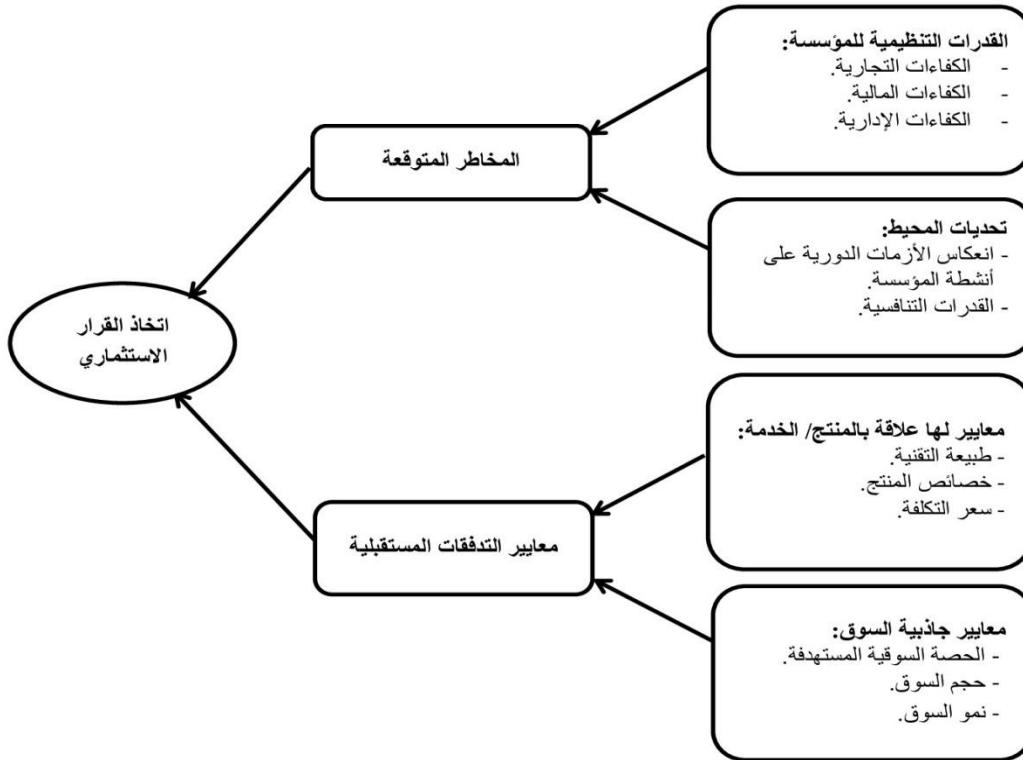 القدرات التنظيمية للمؤسسة:
- الكفاءات التجارية.
- الكفاءات المالية.
- الكفاءات الإدارية.
المخاطر المتوقعة
تحديات المحيط:
- انعكاس الأزمات الدورية على
أنشطة المؤسسة.
- القدرات التنافسية.
اتخاذ القرار
الاستثماري
معايير لها علاقة بالمنتج/ الخدمة:
- طبيعة التقنية.
- خصائص المنتج.
- سعر التكلفة.
معايير التدفقات المستقبلية
معايير جاذبية السوق:
- الحصة السوقية المستهدفة.
- حجم السوق.
- نمو السوق.